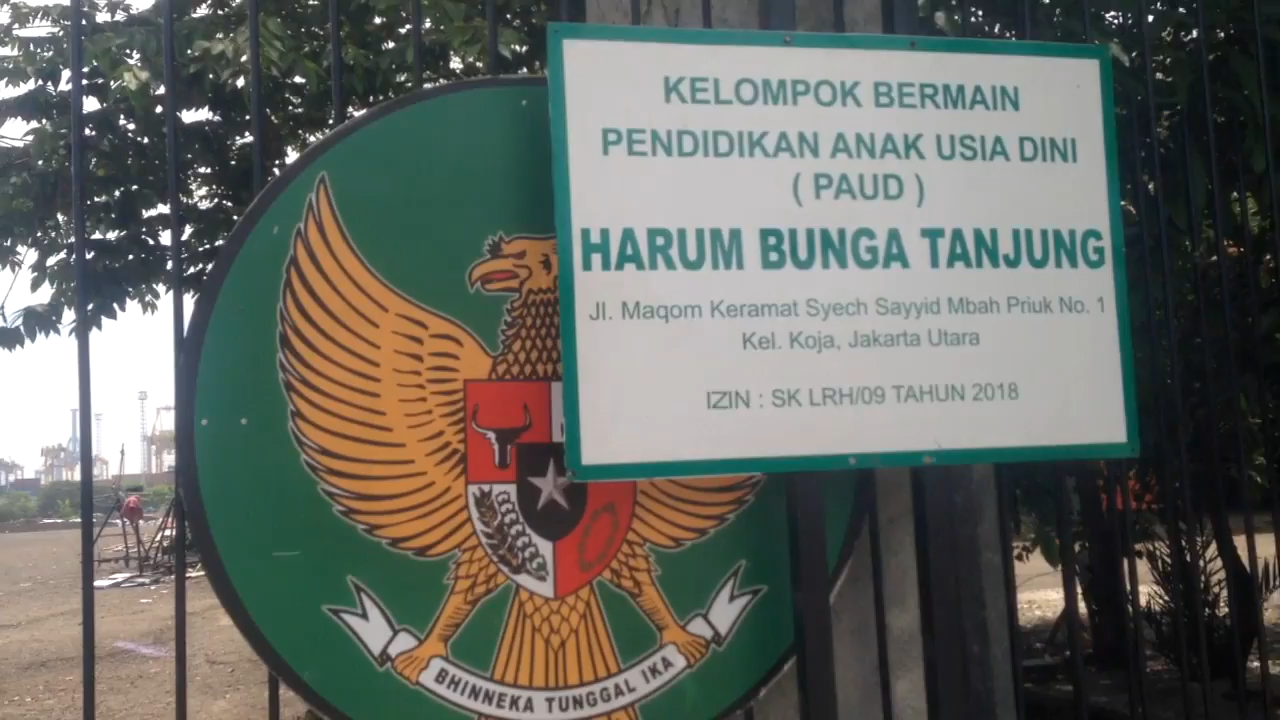 KELOMPOK BERMAIN
PENDIDIKAN ANAK USIA DINI
( PAUD )
HARUM BUNGA TANJUNG
Jl. Maqom Keramat Syech Sayyid Mbah Priuk No. 1
Kel. Koja, Jakarta Utara
IZIN : SK LRH/09 TAHUN 2018
BHINNEKA TUNGGAL IKA